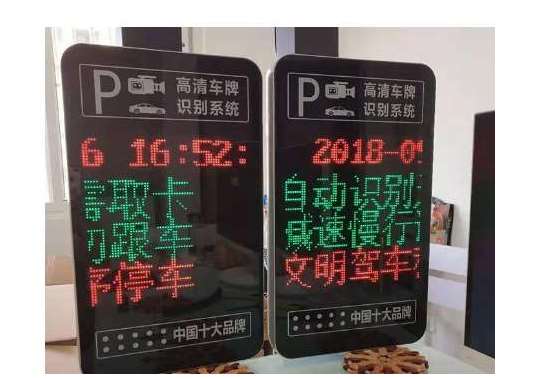 P 高清车牌
识别系统
6 16:52:
取卡
切跟车
停车
中国十大品牌
P 高清车牌
识别系统
2018-0
自动识别
减速慢行
文明驾车
中国十大品牌